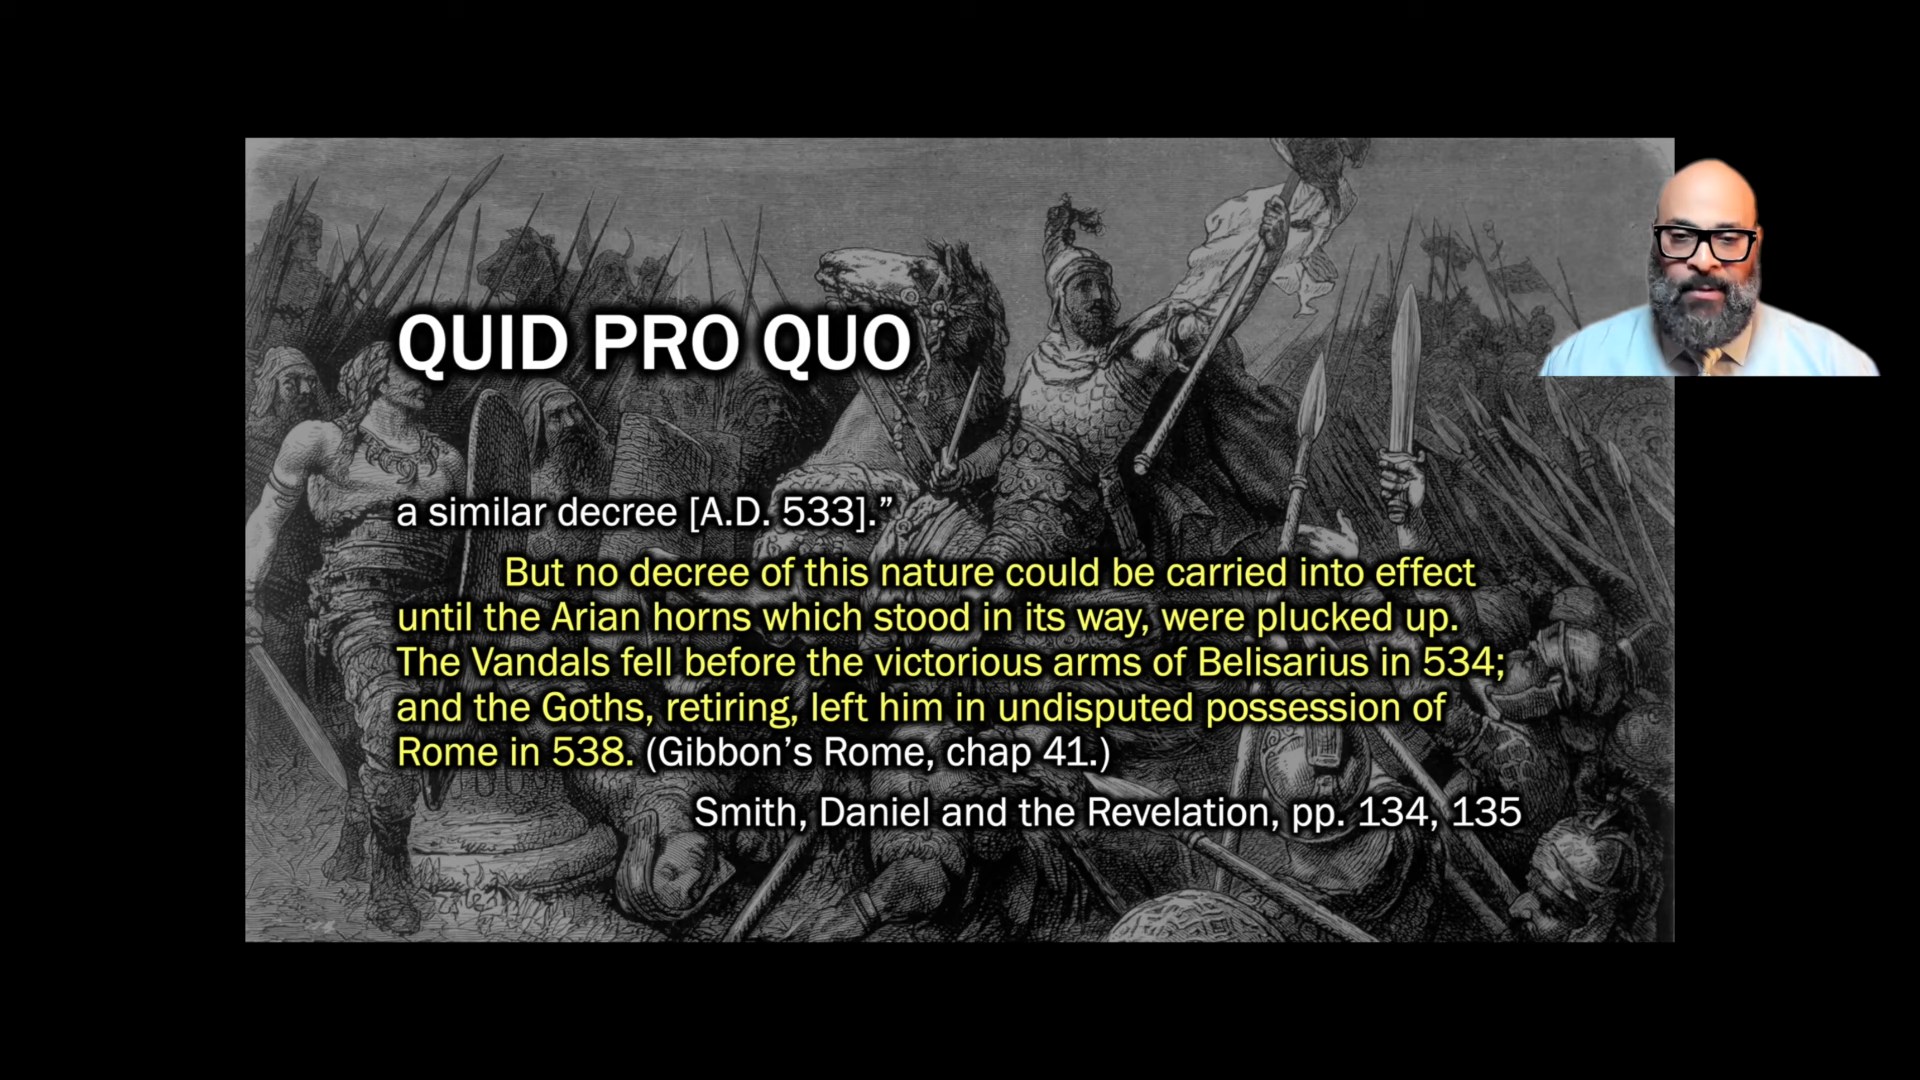 QUID PRO QUO
a similar decree [A.D. 533].”
But no decree of this nature could be carried into effect
until the Arian horns which stood in its way, were plucked up.
The Vandals fell before the victorious arms of Belisarius in 534;
and the Goths, retiring, left him in undisputed possession of
Rome in 538. (Gibbon’s Rome, chap 41.)
Smith, Daniel and the Revelation, pp. 134, 135